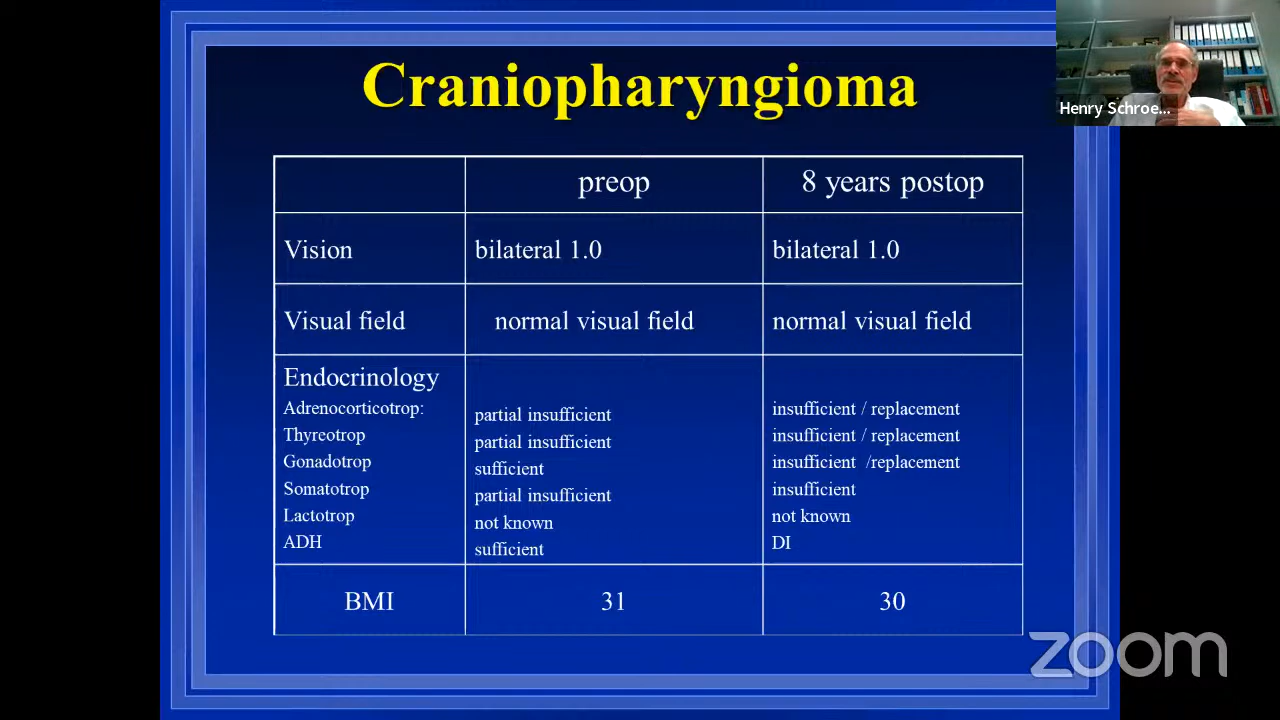 Craniopharyngioma
Henry Schroe...
preop 8 years postop
Vision bilateral 1.0 bilateral 1.0
Visual field normal visual field normal visual field
Endocrinology
Adrenocorticotrop: partial insufficient insufficient / replacement
Thyreotrop partial insufficient insufficient / replacement
Gonadotrop sufficient insufficient /replacement
Somatotrop partial insufficient insufficient
Lactotrop not known not known
ADH sufficient DI
BMI 31 30
zoom